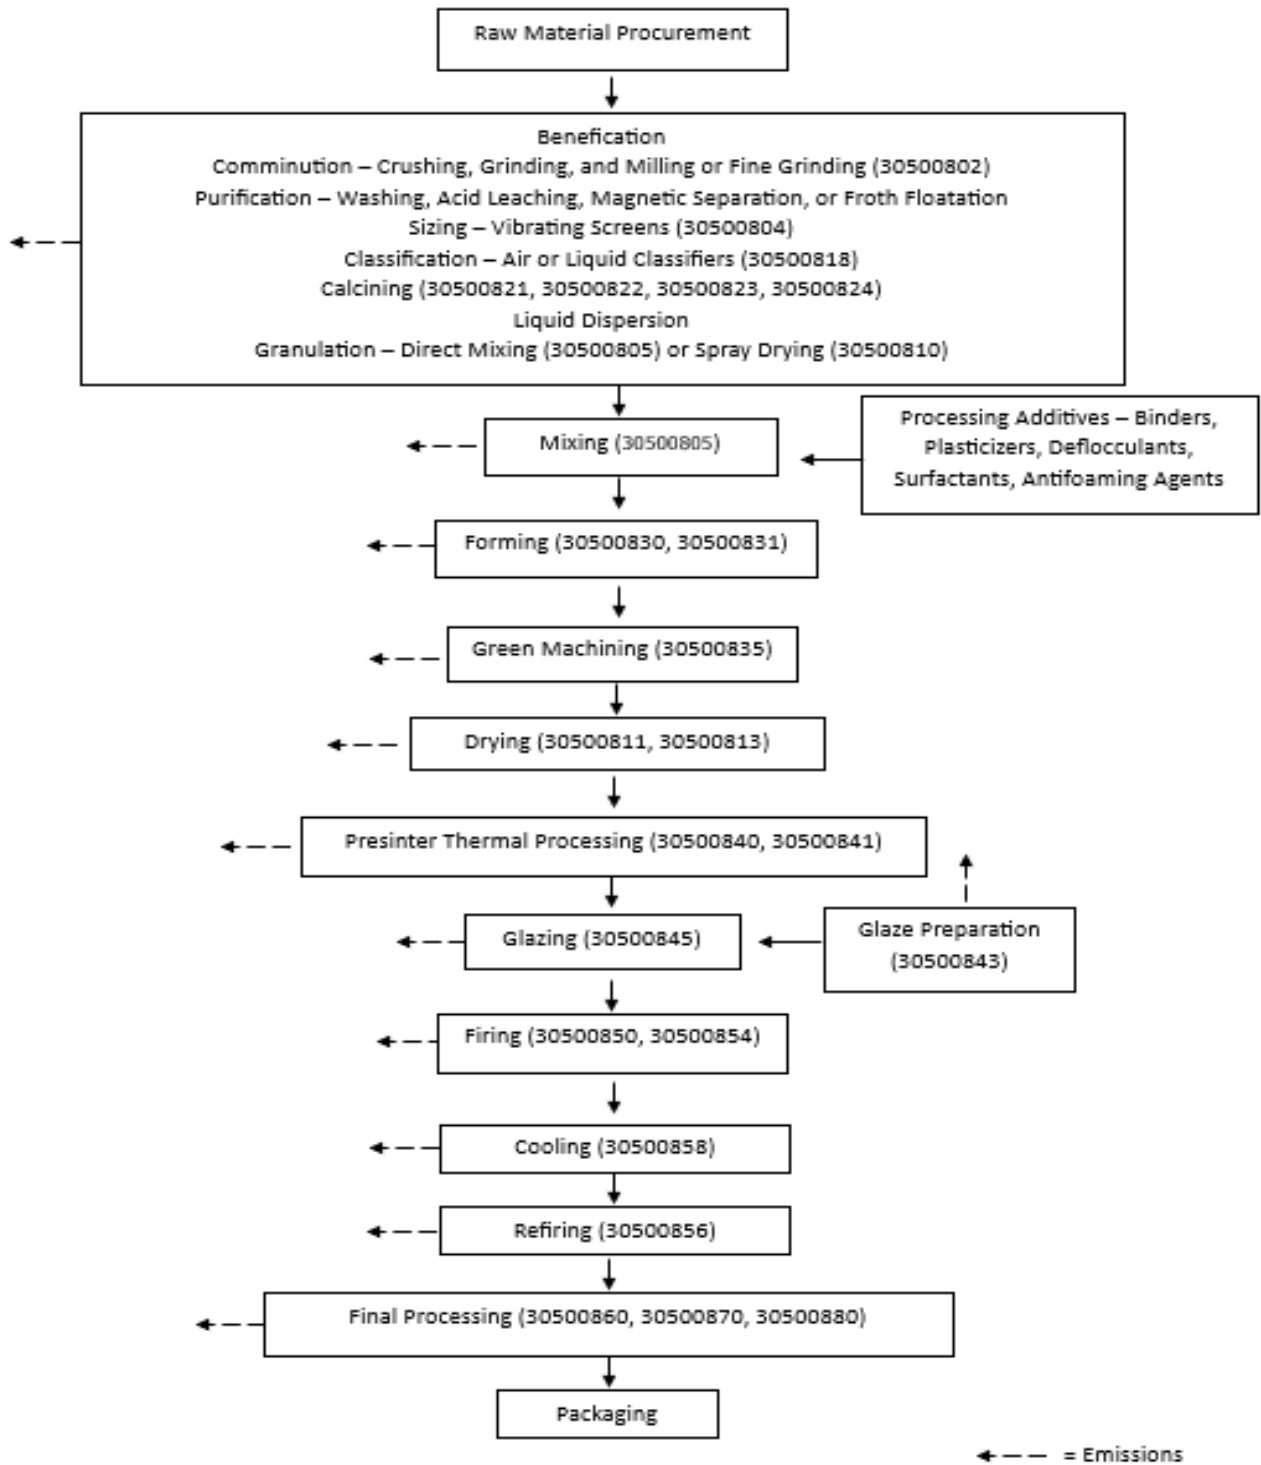 Raw Material Procurement
Benefication
Comminution – Crushing, Grinding, and Milling or Fine Grinding (30500802)
Purification – Washing, Acid Leaching, Magnetic Separation, or Froth Floatation
Sizing – Vibrating Screens (30500804)
Classification – Air or Liquid Classifiers (30500818)
Calcining (30500821, 30500822, 30500823, 30500824)
Liquid Dispersion
Granulation – Direct Mixing (30500805) or Spray Drying (30500810)
Mixing (30500805)
Processing Additives – Binders,
Plasticizers, Deflocculants,
Surfactants, Antifoaming Agents
Forming (30500830, 30500831)
Green Machining (30500835)
Drying (30500811, 30500813)
Presinter Thermal Processing (30500840, 30500841)
Glazing (30500845)
Glaze Preparation
(30500843)
Firing (30500850, 30500854)
Cooling (30500858)
Refiring (30500856)
Final Processing (30500860, 30500870, 30500880)
Packaging
= Emissions